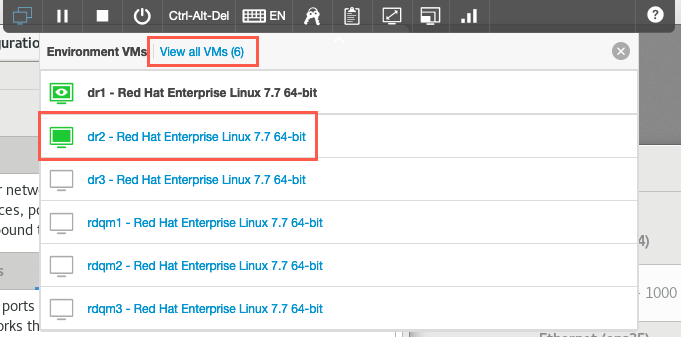 Ctrl-Alt-Del EN ?
guration
Environment VMs View all VMs (6)
dr1 - Red Hat Enterprise Linux 7.7 64-bit
dr2 - Red Hat Enterprise Linux 7.7 64-bit
dr3 - Red Hat Enterprise Linux 7.7 64-bit
r netw
ces, po
rdqm1 - Red Hat Enterprise Linux 7.7 64-bit
ound t
4)
s
rdqm2 - Red Hat Enterprise Linux 7.7 64-bit
- 1000
ports
rdqm3 - Red Hat Enterprise Linux 7.7 64-bit
orks th